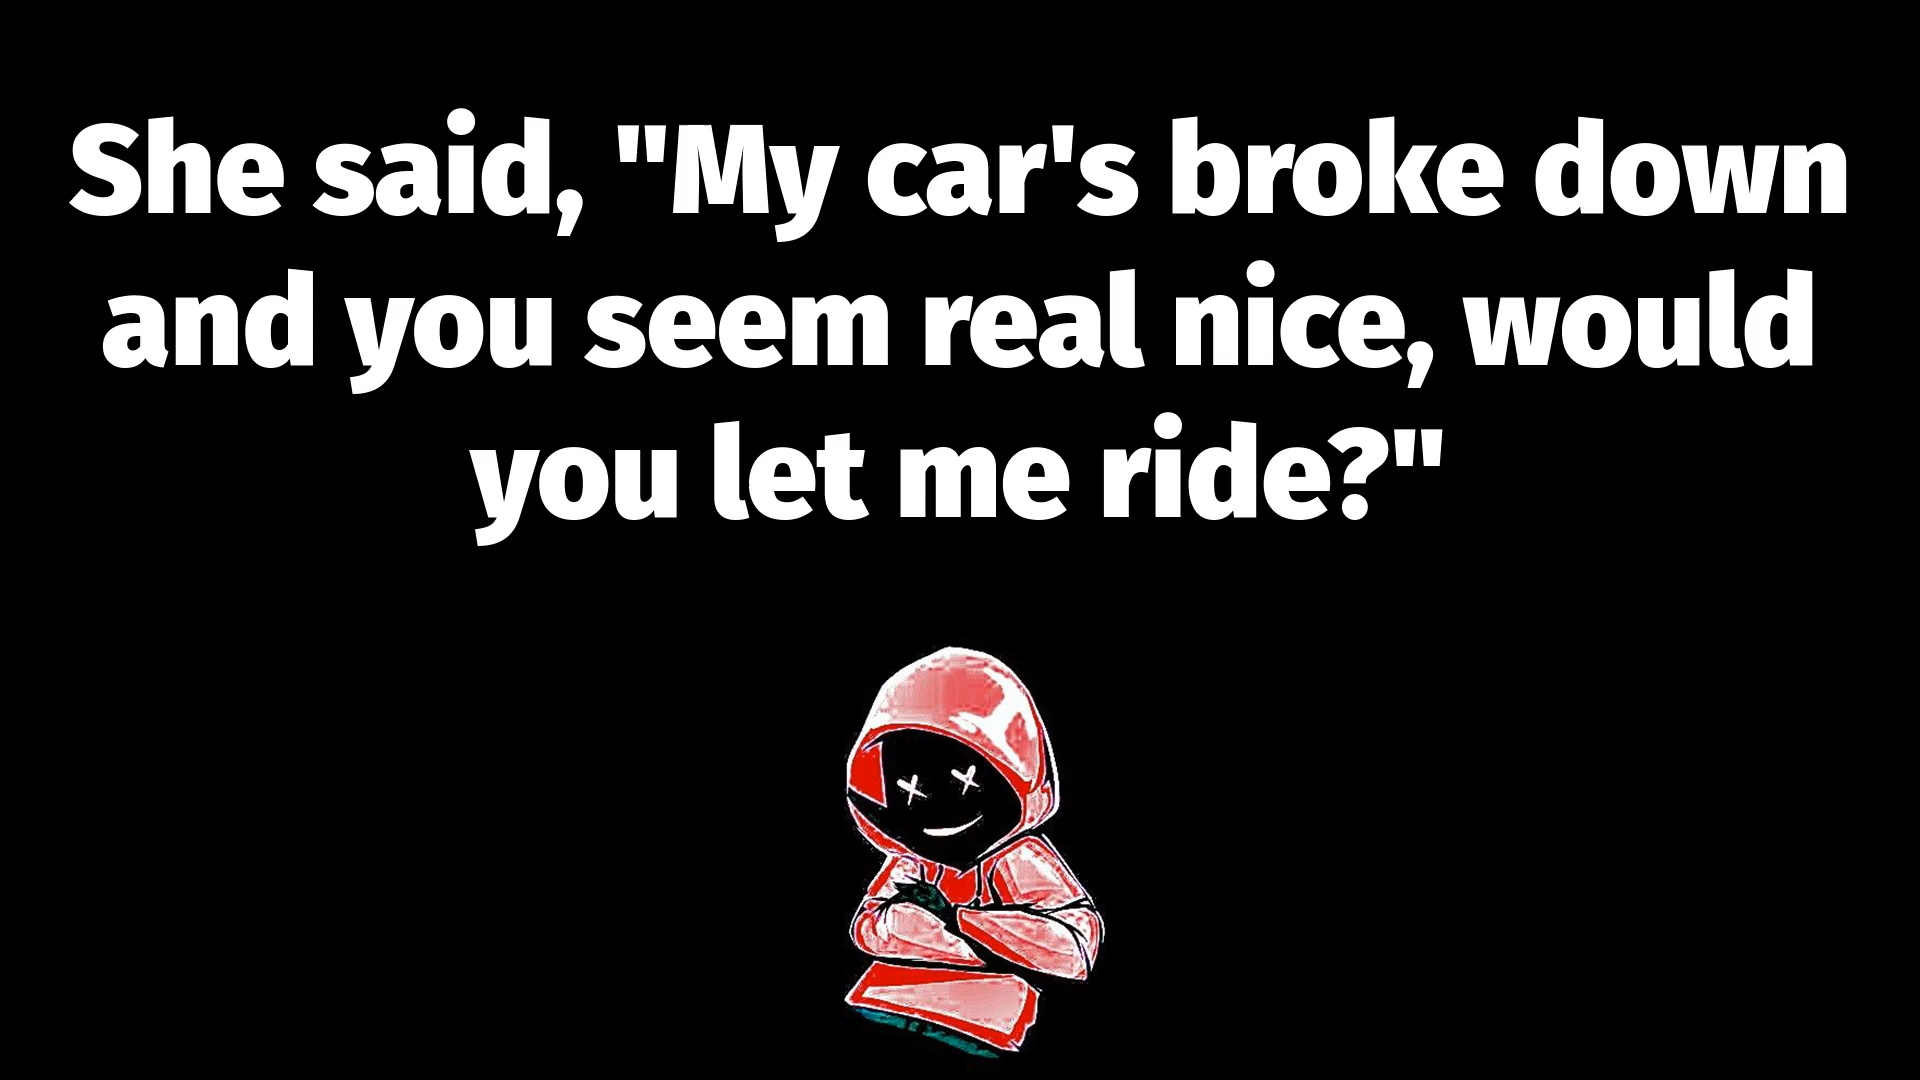 She said, "My car's broke down
and you seem real nice, would
you let me ride?"